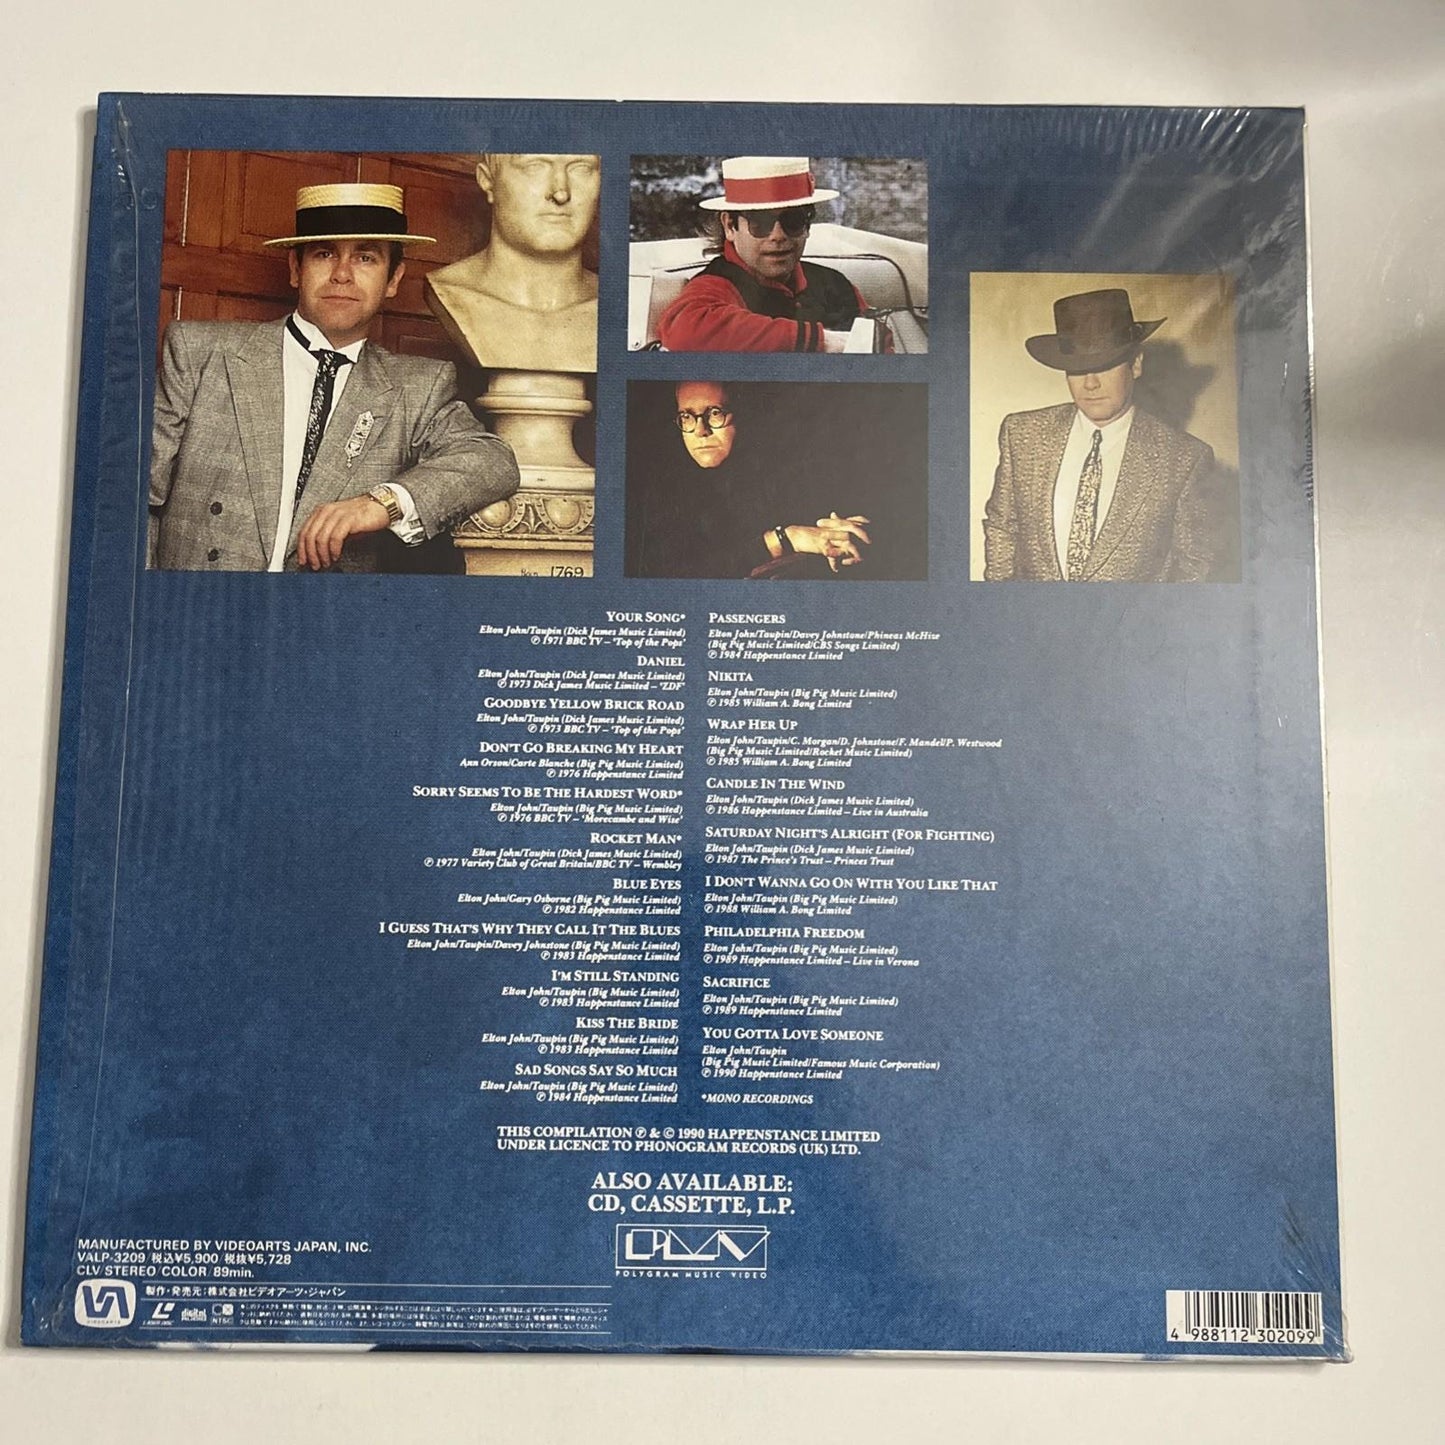 Han 1769
YOUR SONG*
Elton John/Taupin (Dick James Music Limited)
℗ 1971 BBC TV – ‘Top of the Pops’
DANIEL
Elton John/Taupin (Dick James Music Limited)
℗ 1973 Dick James Music Limited – ‘ZDF’
GOODBYE YELLOW BRICK ROAD
Elton John/Taupin (Dick James Music Limited)
℗ 1973 BBC TV – ‘Top of the Pops’
DON'T GO BREAKING MY HEART
Ann Orson/Carte Blanche (Big Pig Music Limited)
℗ 1976 Happenstance Limited
SORRY SEEMS TO BE THE HARDEST WORD*
Elton John/Taupin (Big Pig Music Limited)
℗ 1976 BBC TV – ‘Morecambe and Wise’
ROCKET MAN*
Elton John/Taupin (Dick James Music Limited)
℗ 1977 Variety Club of Great Britain/BBC TV – Wembley
BLUE EYES
Elton John/Gary Osborne (Big Pig Music Limited)
℗ 1982 Happenstance Limited
I GUESS THAT'S WHY THEY CALL IT THE BLUES
Elton John/Taupin/Davey Johnstone (Big Pig Music Limited)
℗ 1983 Happenstance Limited
I'M STILL STANDING
Elton John/Taupin (Big Music Limited)
℗ 1983 Happenstance Limited
KISS THE BRIDE
Elton John/Taupin (Big Pig Music Limited)
℗ 1983 Happenstance Limited
SAD SONGS SAY SO MUCH
Elton John/Taupin (Big Pig Music Limited)
℗ 1984 Happenstance Limited
PASSENGERS
Elton John/Taupin/Davey Johnstone/Phineas McHize
(Big Pig Music Limited/CBS Songs Limited)
℗ 1984 Happenstance Limited
NIKITA
Elton John/Taupin (Big Pig Music Limited)
℗ 1985 William A. Bong Limited
WRAP HER UP
Elton John/Taupin/C. Morgan/D. Johnstone/F. Mandel/P. Westwood
(Big Pig Music Limited/Rocket Music Limited)
℗ 1985 William A. Bong Limited
CANDLE IN THE WIND
Elton John/Taupin (Dick James Music Limited)
℗ 1986 Happenstance Limited – Live in Australia
SATURDAY NIGHT'S ALRIGHT (FOR FIGHTING)
Elton John/Taupin (Dick James Music Limited)
℗ 1987 The Prince's Trust – Princes Trust
I DON'T WANNA GO ON WITH YOU LIKE THAT
Elton John/Taupin (Big Pig Music Limited)
℗ 1988 William A. Bong Limited
PHILADELPHIA FREEDOM
Elton John/Taupin (Big Pig Music Limited)
℗ 1989 Happenstance Limited – Live in Verona
SACRIFICE
Elton John/Taupin (Big Pig Music Limited)
℗ 1989 Happenstance Limited
YOU GOTTA LOVE SOMEONE
Elton John/Taupin
(Big Pig Music Limited/Famous Music Corporation)
℗ 1990 Happenstance Limited
*MONO RECORDINGS
THIS COMPILATION ℗ & © 1990 HAPPENSTANCE LIMITED
UNDER LICENCE TO PHONOGRAM RECORDS (UK) LTD.
ALSO AVAILABLE:
CD, CASSETTE, L.P.
PMV
POLYGRAM MUSIC VIDEO
MANUFACTURED BY VIDEOARTS JAPAN, INC.
VALP-3209/税込¥5,900/税抜¥5,728
CLV/STEREO/COLOR/89min.
製作・発売元：株式会社ビデオアーツ・ジャパン
VA
VIDEOARTS
LASER DISC
NTSC
4 988112 302099